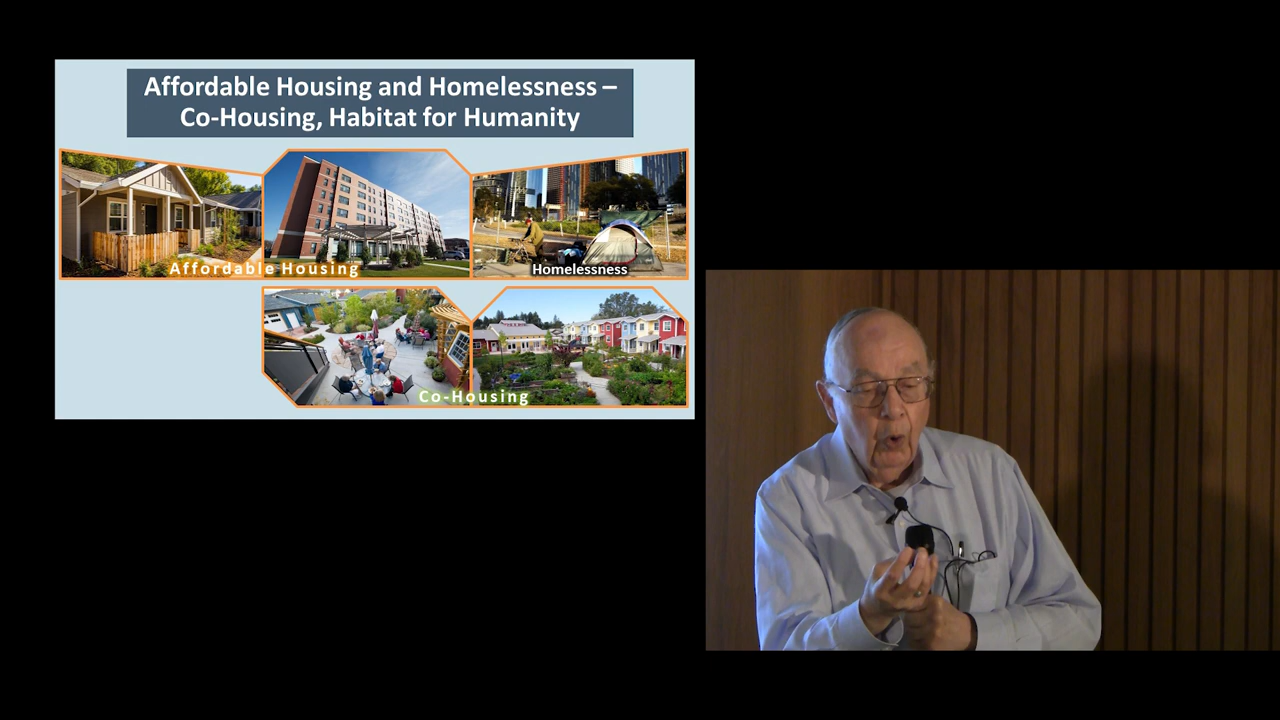 Affordable Housing and Homelessness –
Co-Housing, Habitat for Humanity
Affordable Housing
Homelessness
Co-Housing